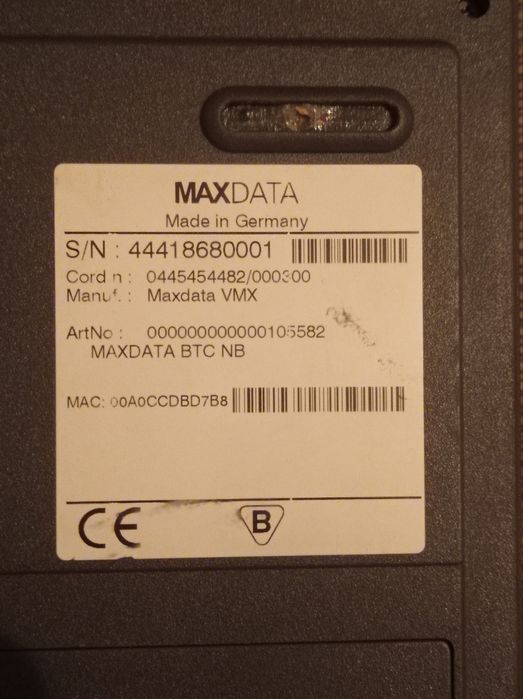 MAXDATA
Made in Germany
S/N : 44418680001
Cord n : 0445454482/000300
Manuf. : Maxdata VMX
ArtNo : 000000000000105582
MAXDATA BTC NB
MAC: 00A0CCDBD7B8
CE
B